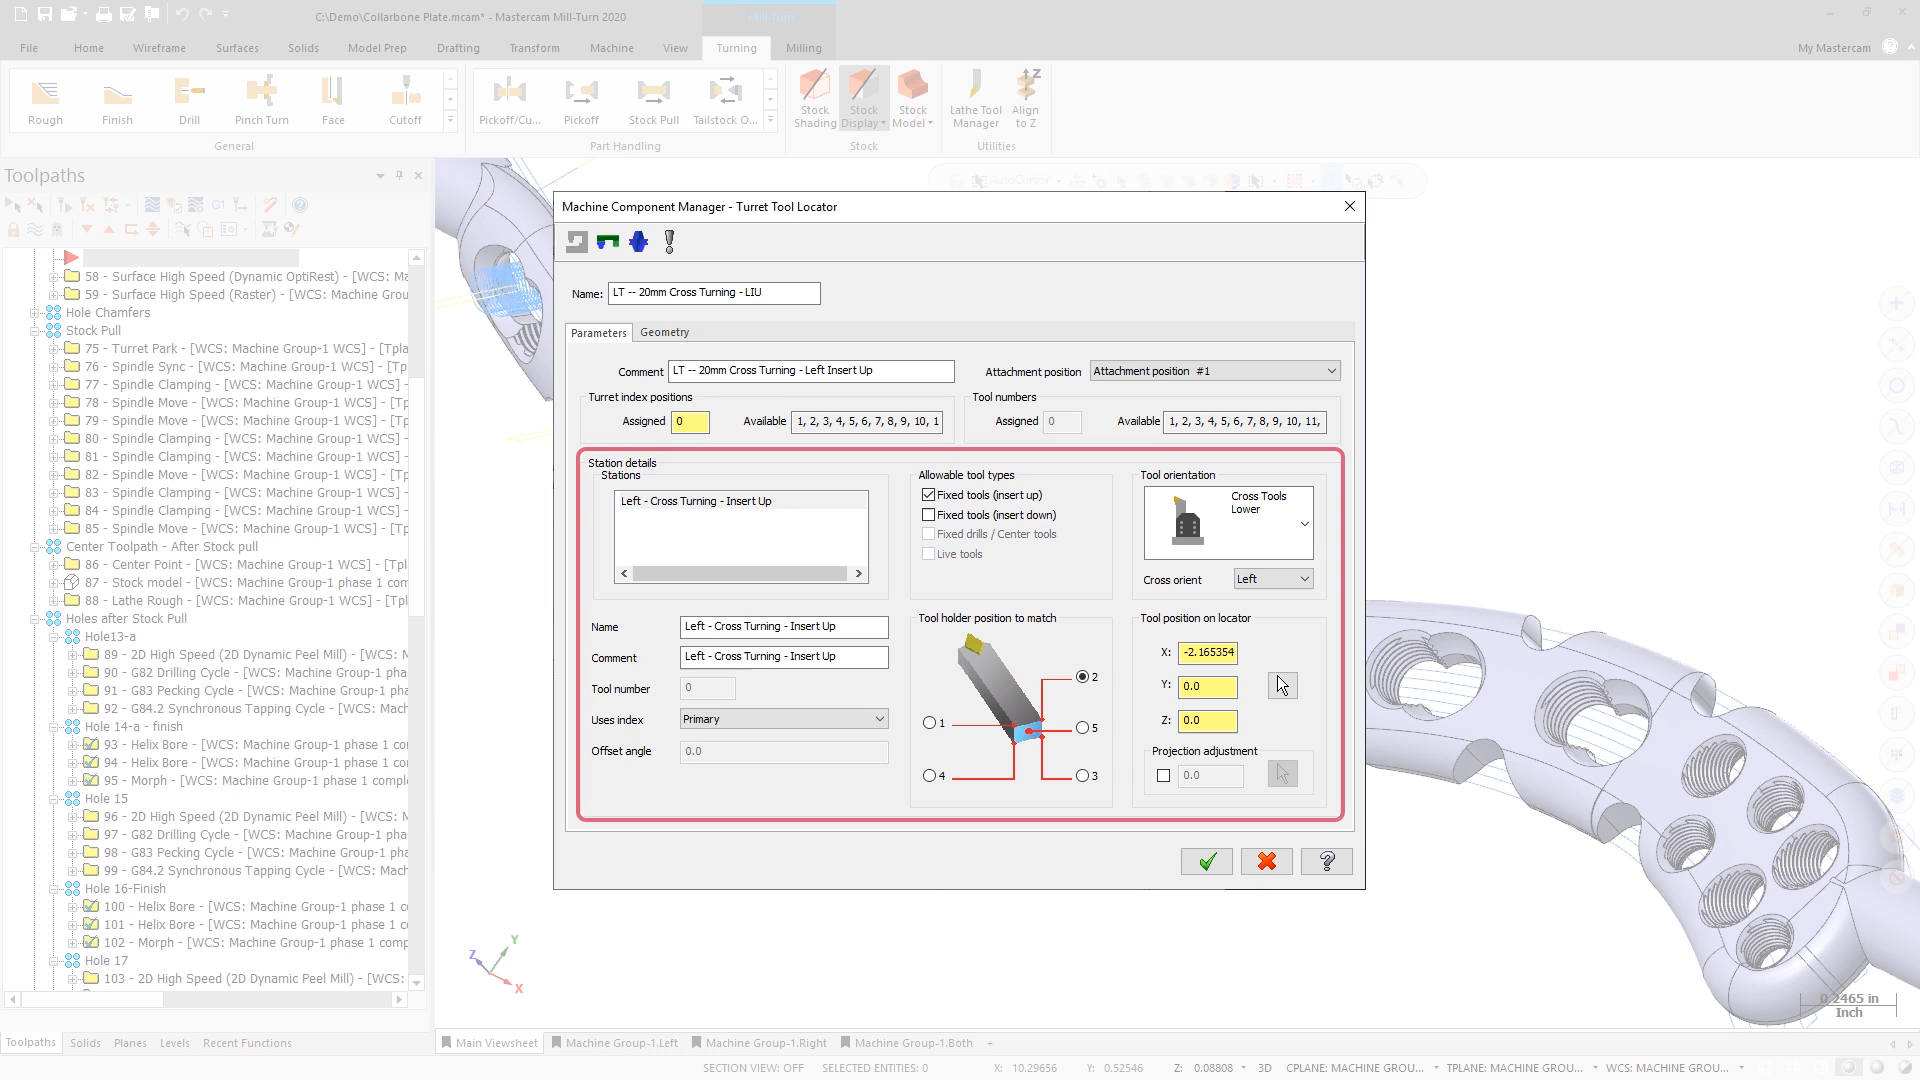 C:\Demo\Collarbone Plate.mcam* - Mastercam Mill-Turn 2020
Mill-Turn
File Home Wireframe Surfaces Solids Model Prep Drafting Transform Machine View Turning Milling My Mastercam
Rough Finish Drill Pinch Turn Face Cutoff
Pickoff/Cu... Pickoff Stock Pull Tailstock O...
Stock Shading
Stock Display
Stock Model
Lathe Tool Manager
Align to Z
General Part Handling Stock Utilities
Toolpaths
G1
AutoCursor
58 - Surface High Speed (Dynamic OptiRest) - [WCS: Ma
59 - Surface High Speed (Raster) - [WCS: Machine Grou
Hole Chamfers
Stock Pull
75 - Turret Park - [WCS: Machine Group-1 WCS] - [Tpla
76 - Spindle Sync - [WCS: Machine Group-1 WCS] - [Tp
77 - Spindle Clamping - [WCS: Machine Group-1 WCS] -
78 - Spindle Move - [WCS: Machine Group-1 WCS] - [Tp
79 - Spindle Move - [WCS: Machine Group-1 WCS] - [Tp
80 - Spindle Clamping - [WCS: Machine Group-1 WCS] -
81 - Spindle Clamping - [WCS: Machine Group-1 WCS] -
82 - Spindle Move - [WCS: Machine Group-1 WCS] - [Tp
83 - Spindle Clamping - [WCS: Machine Group-1 WCS] -
84 - Spindle Clamping - [WCS: Machine Group-1 WCS] -
85 - Spindle Move - [WCS: Machine Group-1 WCS] - [Tp
Center Toolpath - After Stock pull
86 - Center Point - [WCS: Machine Group-1 WCS] - [Tpl
87 - Stock model - [WCS: Machine Group-1 phase 1 com
88 - Lathe Rough - [WCS: Machine Group-1 WCS] - [Tpl
Holes after Stock Pull
Hole13-a
89 - 2D High Speed (2D Dynamic Peel Mill) - [WCS: M
90 - G82 Drilling Cycle - [WCS: Machine Group-1 phas
91 - G83 Pecking Cycle - [WCS: Machine Group-1 pha
92 - G84.2 Synchronous Tapping Cycle - [WCS: Mach
Hole 14-a - finish
93 - Helix Bore - [WCS: Machine Group-1 phase 1 co
94 - Helix Bore - [WCS: Machine Group-1 phase 1 co
95 - Morph - [WCS: Machine Group-1 phase 1 comple
Hole 15
96 - 2D High Speed (2D Dynamic Peel Mill) - [WCS: M
97 - G82 Drilling Cycle - [WCS: Machine Group-1 pha
98 - G83 Pecking Cycle - [WCS: Machine Group-1 pha
99 - G84.2 Synchronous Tapping Cycle - [WCS: Mach
Hole 16-Finish
100 - Helix Bore - [WCS: Machine Group-1 phase 1 co
101 - Helix Bore - [WCS: Machine Group-1 phase 1 co
102 - Morph - [WCS: Machine Group-1 phase 1 comp
Hole 17
103 - 2D High Speed (2D Dynamic Peel Mill) - [WCS:
Machine Component Manager - Turret Tool Locator
Name: LT -- 20mm Cross Turning - LIU
Parameters Geometry
Comment LT -- 20mm Cross Turning - Left Insert Up Attachment position Attachment position #1
Turret index positions Tool numbers
Assigned 0 Available 1, 2, 3, 4, 5, 6, 7, 8, 9, 10, 1 Assigned 0 Available 1, 2, 3, 4, 5, 6, 7, 8, 9, 10, 11,
Station details
Stations
Left - Cross Turning - Insert Up
Allowable tool types
Fixed tools (insert up)
Fixed tools (insert down)
Fixed drills / Center tools
Live tools
Tool orientation
Cross Tools
Lower
Cross orient Left
Name Left - Cross Turning - Insert Up
Comment Left - Cross Turning - Insert Up
Tool number 0
Uses index Primary
Offset angle 0.0
Tool holder position to match
2
1
5
4
3
Tool position on locator
X: -2.165354
Y: 0.0
Z: 0.0
Projection adjustment
0.0
Y
Z
X
0.2465 in
Inch
Toolpaths Solids Planes Levels Recent Functions
Main Viewsheet Machine Group-1.Left Machine Group-1.Right Machine Group-1.Both +
SECTION VIEW: OFF SELECTED ENTITIES: 0 X: 10.29656 Y: 0.52546 Z: 0.08808 3D CPLANE: MACHINE GROU... TPLANE: MACHINE GROU... WCS: MACHINE GROU...